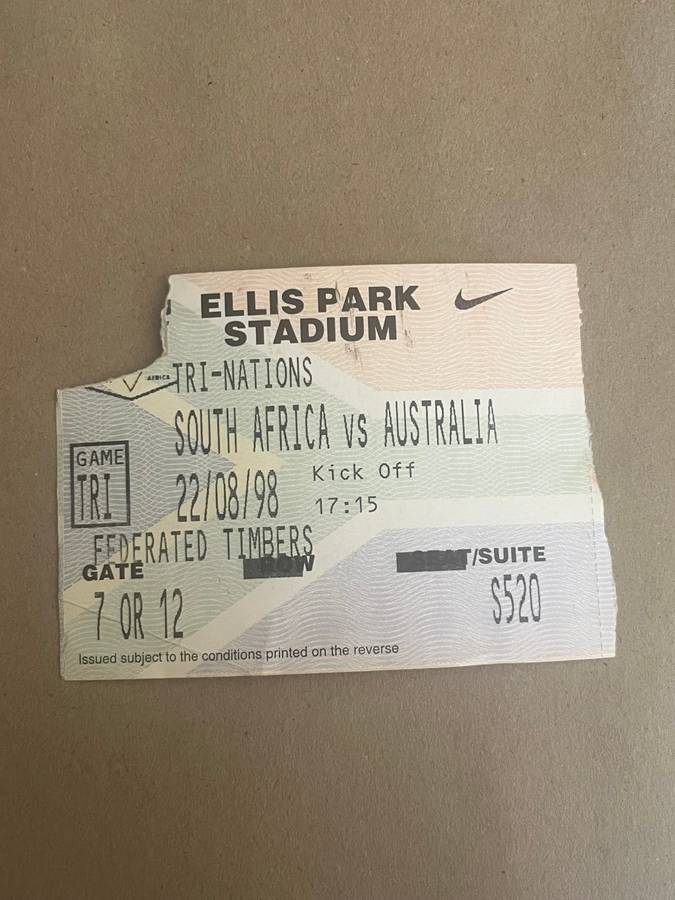 ELLIS PARK
STADIUM
AFRICA
TRI-NATIONS
SOUTH AFRICA vs AUSTRALIA
GAME
TRI
22/08/98
Kick Off
17:15
FEDERATED TIMBERS
GATE
ROW
/SUITE
7 OR 12
S520
Issued subject to the conditions printed on the reverse